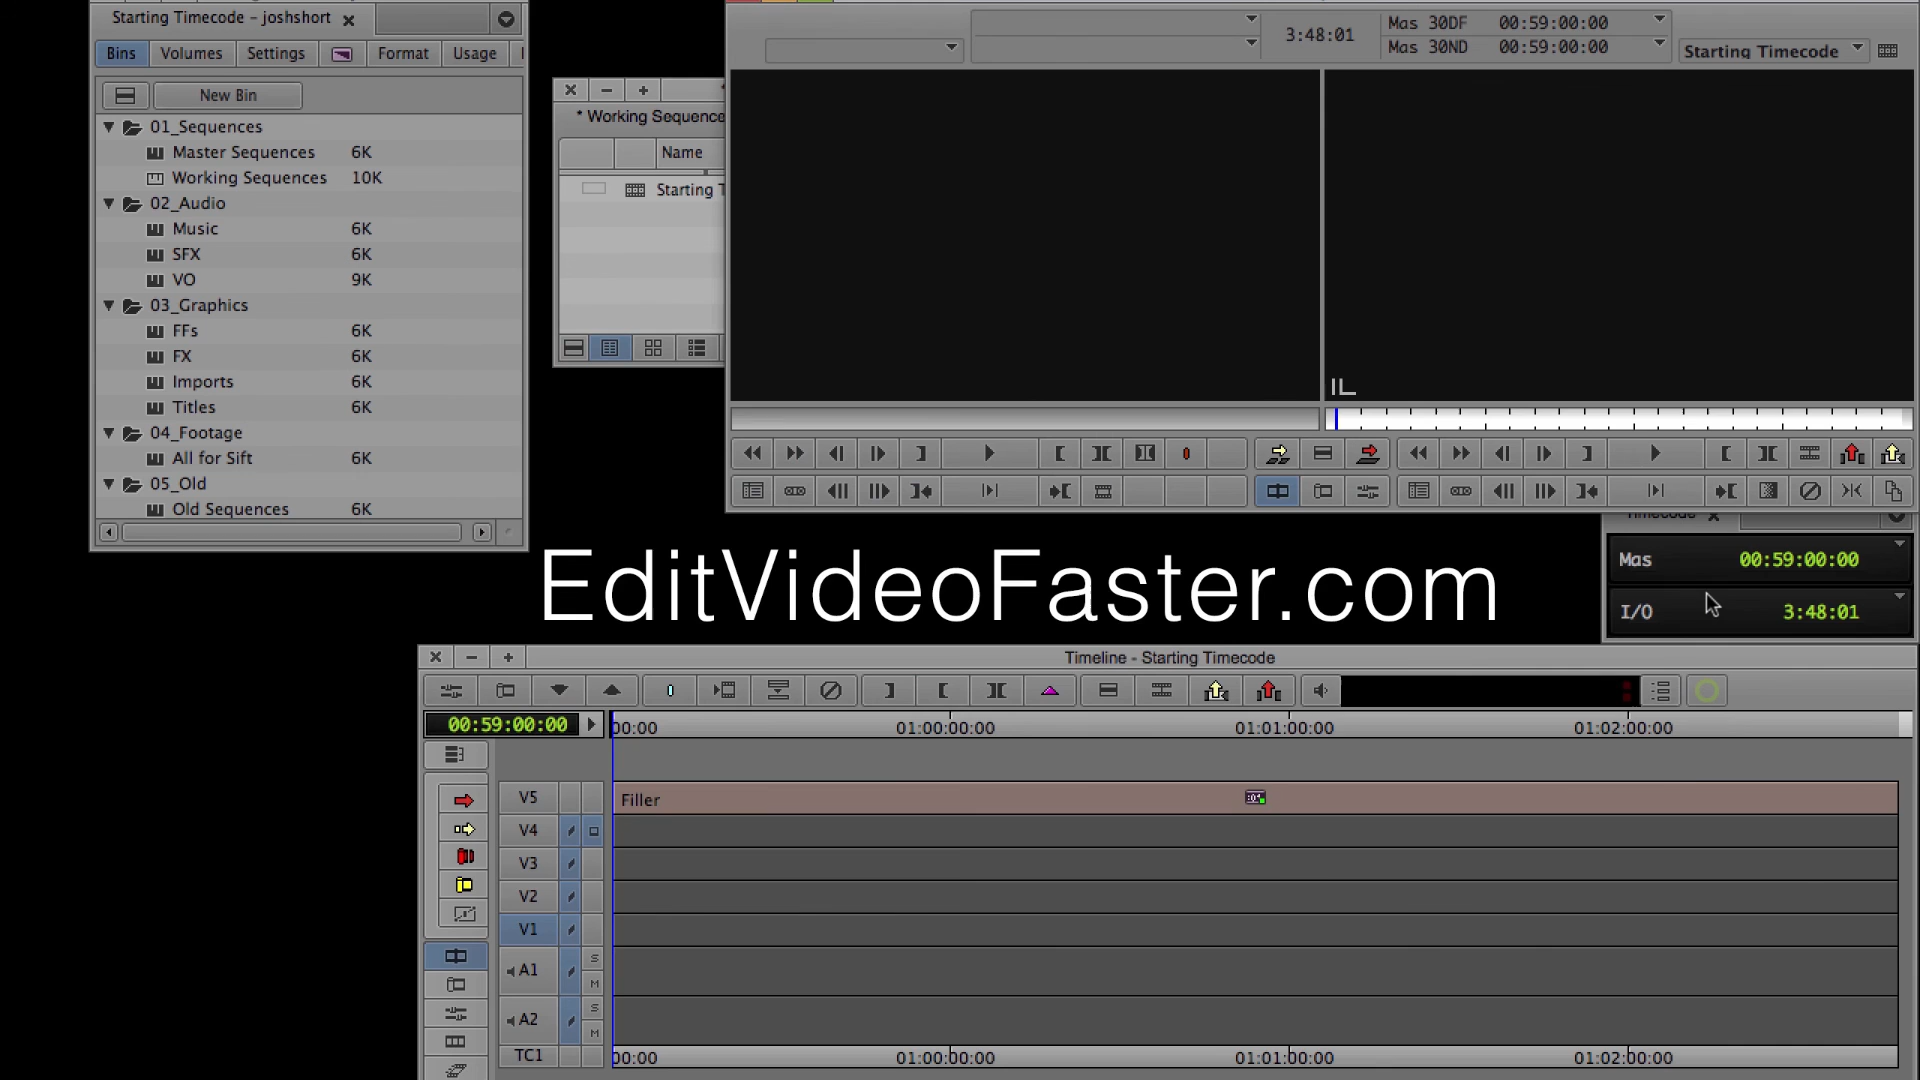 Starting Timecode - joshshort
Bins Volumes Settings Format Usage
New Bin
01_Sequences
Master Sequences 6K
Working Sequences 10K
02_Audio
Music 6K
SFX 6K
VO 9K
03_Graphics
FFs 6K
FX 6K
Imports 6K
Titles 6K
04_Footage
All for Sift 6K
05_Old
Old Sequences 6K
* Working Sequence
Name
Starting T
3:48:01
Mas 30DF 00:59:00:00
Mas 30ND 00:59:00:00
Starting Timecode
EditVideoFaster.com
Timecode
Mas 00:59:00:00
I/O 3:48:01
Timeline - Starting Timecode
00:59:00:00
00:00 01:00:00:00 01:01:00:00 01:02:00:00
V5 Filler
V4
V3
V2
V1
A1 S M
A2 S M
TC1 00:00 01:00:00:00 01:01:00:00 01:02:00:00